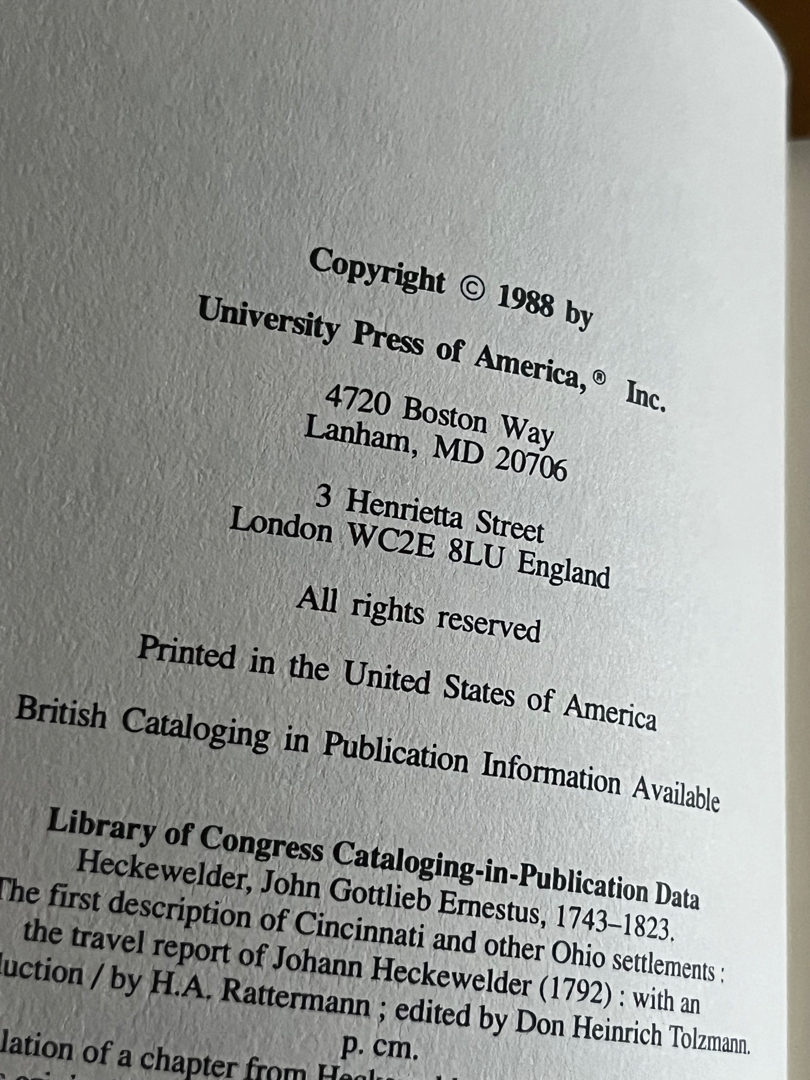 Copyright © 1988 by
University Press of America,® Inc.
4720 Boston Way
Lanham, MD 20706
3 Henrietta Street
London WC2E 8LU England
All rights reserved
Printed in the United States of America
British Cataloging in Publication Information Available
Library of Congress Cataloging-in-Publication Data
Heckewelder, John Gottlieb Ernestus, 1743–1823.
The first description of Cincinnati and other Ohio settlements :
the travel report of Johann Heckewelder (1792) : with an
duction / by H.A. Rattermann ; edited by Don Heinrich Tolzmann.
p. cm.
lation of a chapter from